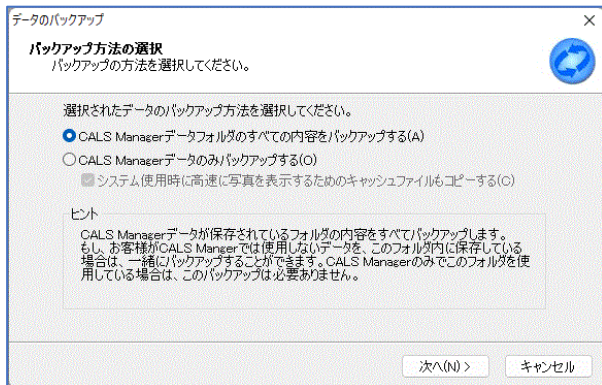 データのバックアップ
バックアップ方法の選択
バックアップの方法を選択してください。
選択されたデータのバックアップ方法を選択してください。
CALS Managerデータフォルダのすべての内容をバックアップする(A)
CALS Managerデータのみバックアップする(O)
システム使用時に高速に写真を表示するためのキャッシュファイルもコピーする(C)
ヒント
CALS Managerデータが保存されているフォルダの内容をすべてバックアップします。
もし、お客様がCALS Mangerでは使用しないデータを、このフォルダ内に保存している
場合は、一緒にバックアップすることができます。CALS Managerのみでこのフォルダを使
用している場合は、このバックアップは必要ありません。
次へ(N) >
キャンセル